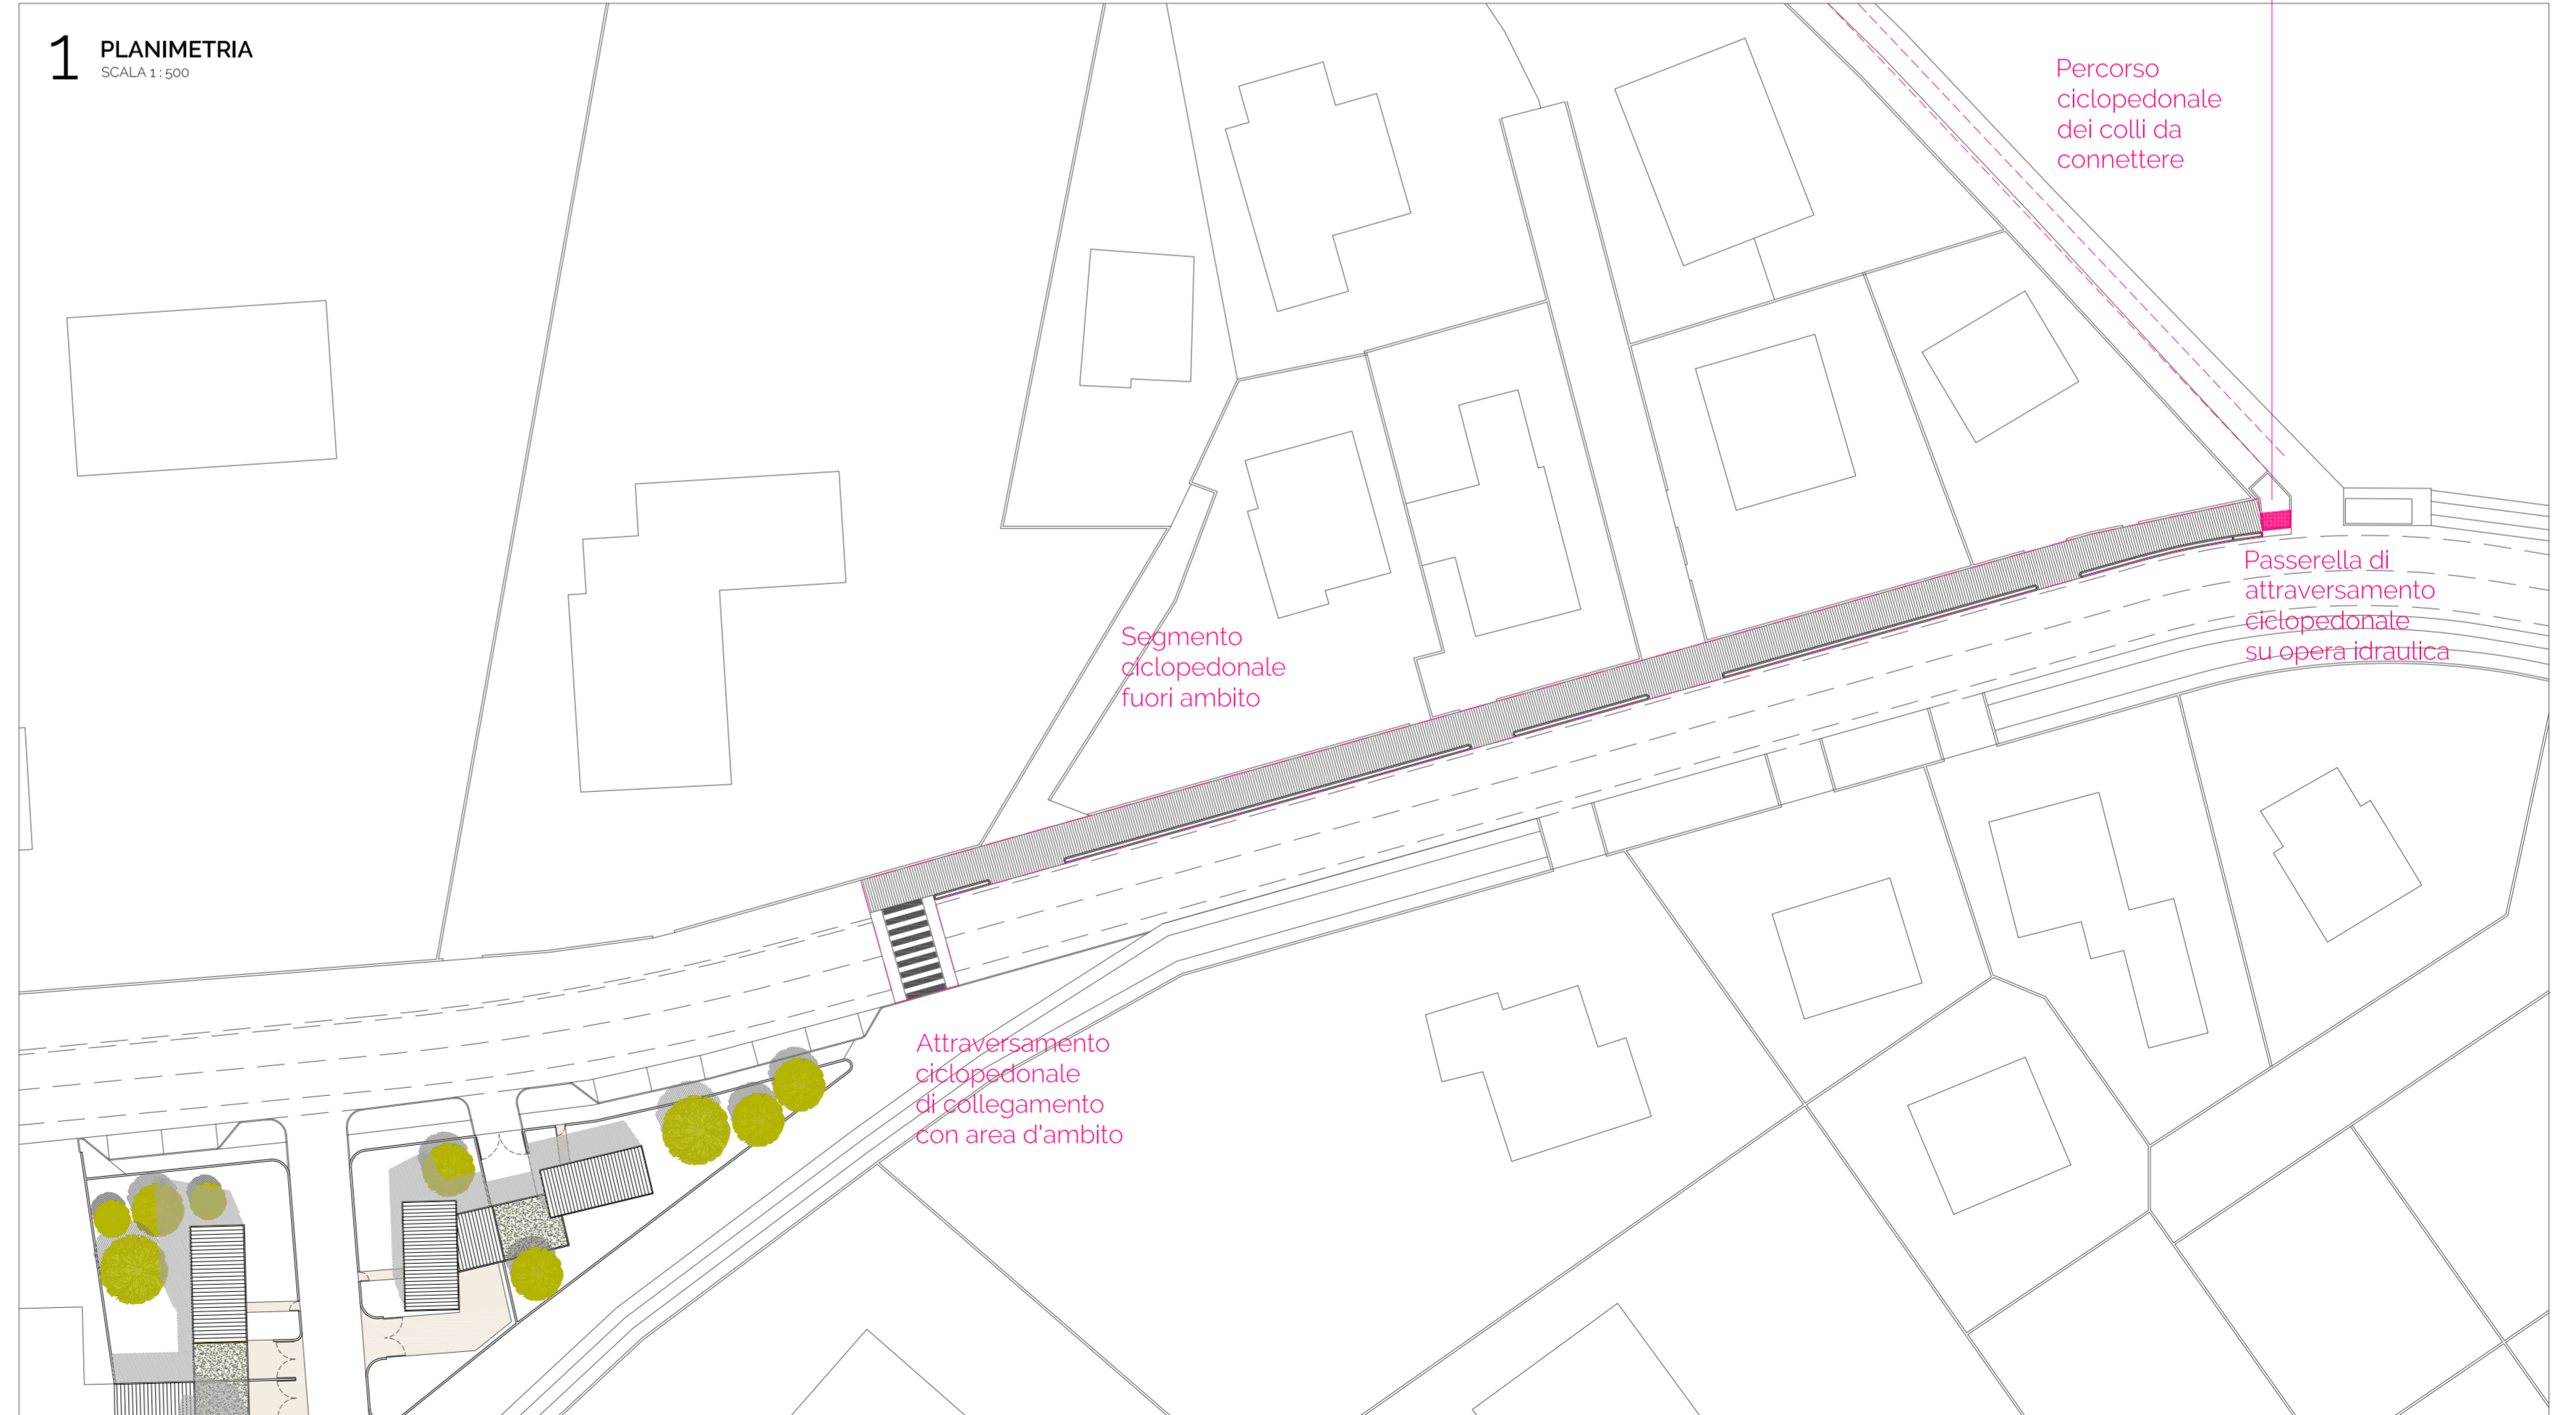 1 PLANIMETRIA
SCALA 1 : 500
Percorso
ciclopedonale
dei colli da
connettere
Passerella di
attraversamento
ciclopedonale
su opera idraulica
Segmento
ciclopedonale
fuori ambito
Attraversamento
ciclopedonale
di collegamento
con area d'ambito